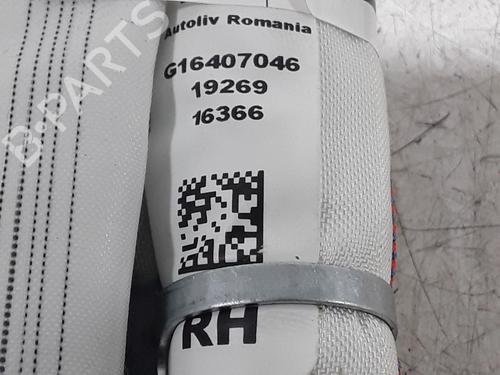 B-PARTS
Autoliv Romania
G16407046
19269
16366
RH